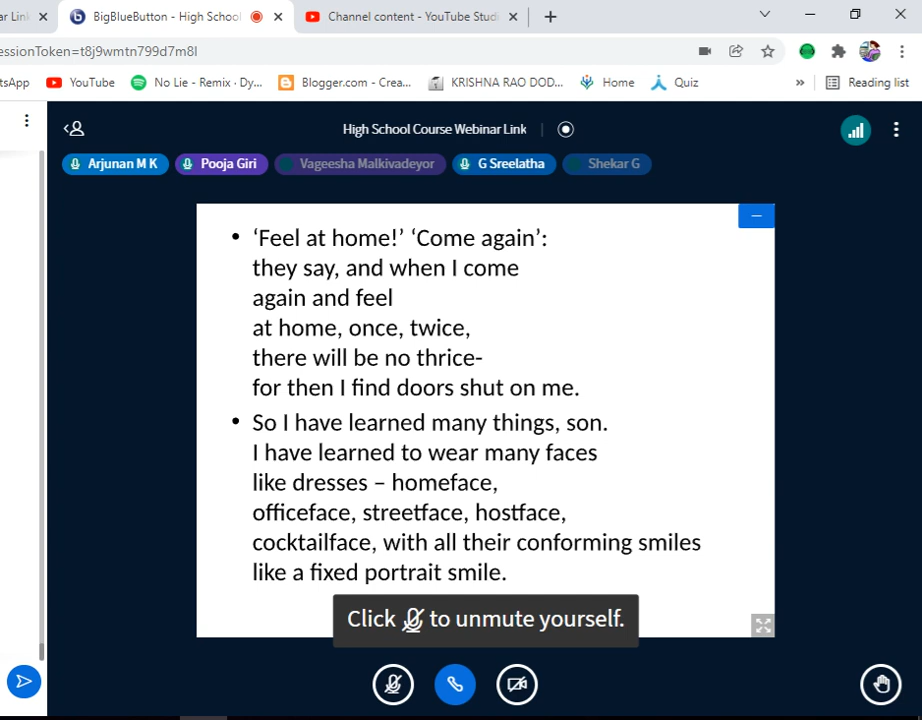 ar Lin
BigBlueButton - High School
Channel content - YouTube Studi
essionToken=t8j9wmtn799d7m8l
tsApp
YouTube
No Lie - Remix · Dy...
Blogger.com - Crea...
KRISHNA RAO DOD...
Home
Quiz
»
Reading list
High School Course Webinar Link
Arjunan M K
Pooja Giri
Vageesha Malkivadeyor
G Sreelatha
Shekar G
• ‘Feel at home!’ ‘Come again’:
they say, and when I come
again and feel
at home, once, twice,
there will be no thrice-
for then I find doors shut on me.
• So I have learned many things, son.
I have learned to wear many faces
like dresses – homeface,
officeface, streetface, hostface,
cocktailface, with all their conforming smiles
like a fixed portrait smile.
Click to unmute yourself.